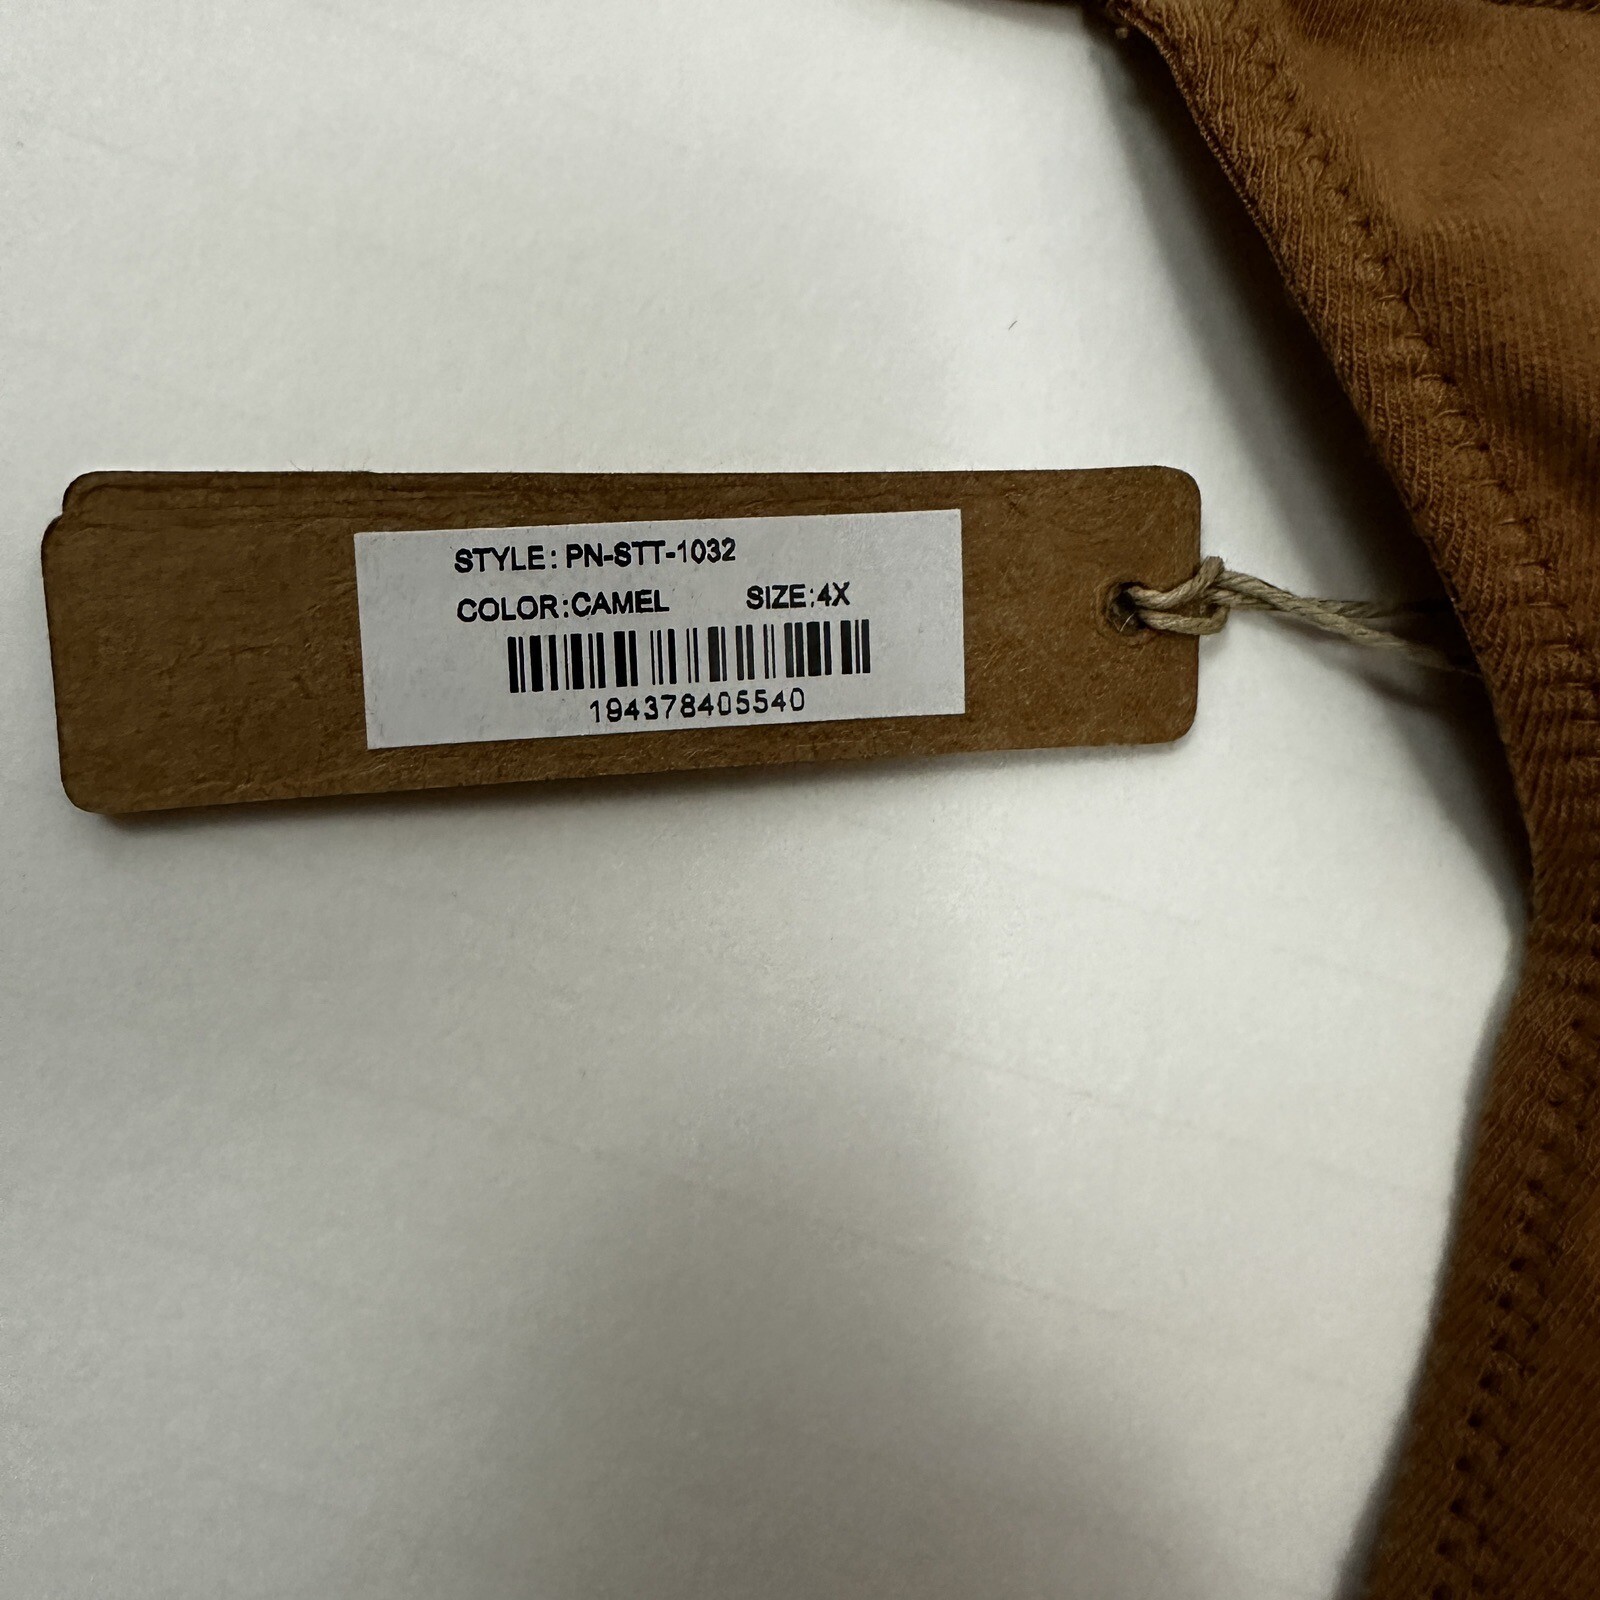 STYLE: PN-STT-1032
COLOR:CAMEL SIZE:4X
194378405540